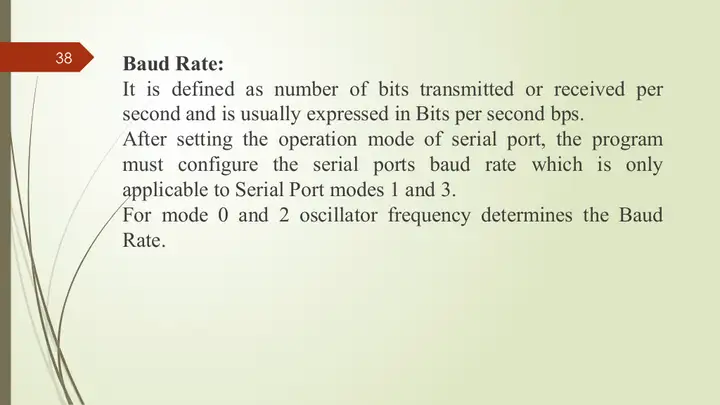 38
Baud Rate:
It is defined as number of bits transmitted or received per
second and is usually expressed in Bits per second bps.
After setting the operation mode of serial port, the program
must configure the serial ports baud rate which is only
applicable to Serial Port modes 1 and 3.
For mode 0 and 2 oscillator frequency determines the Baud
Rate.